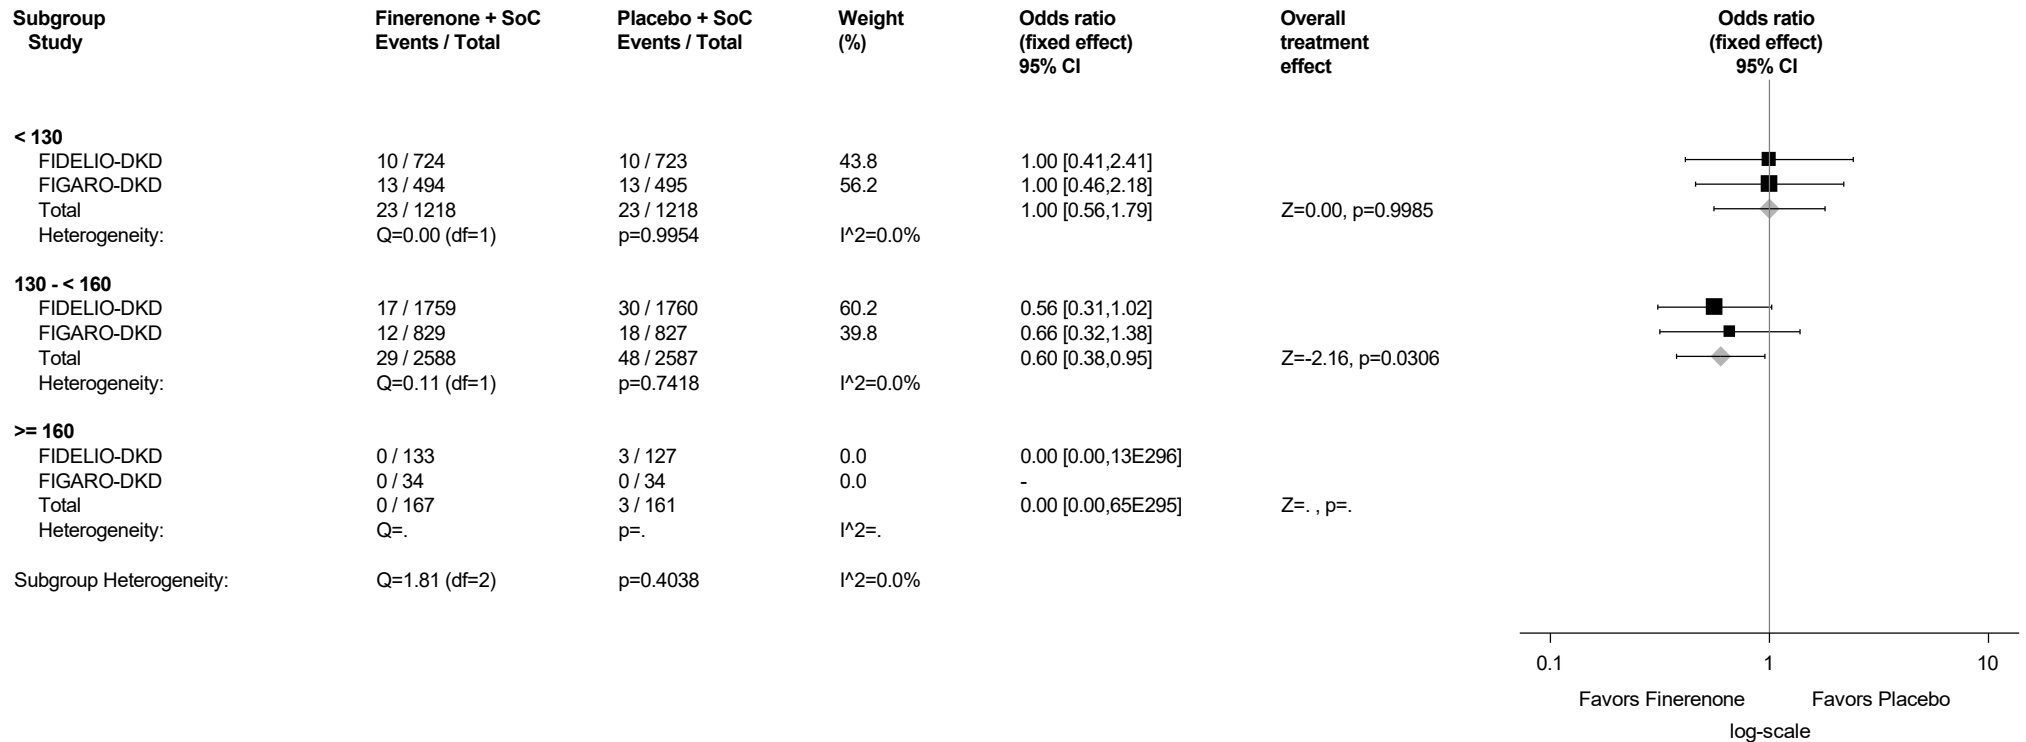 Subgroup Finerenone + SoC Placebo + SoC Weight Odds ratio Overall Odds ratio
Study Events / Total Events / Total (%) (fixed effect) treatment (fixed effect)
95% CI effect 95% CI
< 130
FIDELIO-DKD 10 / 724 10 / 723 43.8 1.00 [0.41,2.41]
FIGARO-DKD 13 / 494 13 / 495 56.2 1.00 [0.46,2.18]
Total 23 / 1218 23 / 1218 1.00 [0.56,1.79] Z=0.00, p=0.9985
Heterogeneity: Q=0.00 (df=1) p=0.9954 I^2=0.0%
130 - < 160
FIDELIO-DKD 17 / 1759 30 / 1760 60.2 0.56 [0.31,1.02]
FIGARO-DKD 12 / 829 18 / 827 39.8 0.66 [0.32,1.38]
Total 29 / 2588 48 / 2587 0.60 [0.38,0.95] Z=-2.16, p=0.0306
Heterogeneity: Q=0.11 (df=1) p=0.7418 I^2=0.0%
>= 160
FIDELIO-DKD 0 / 133 3 / 127 0.0 0.00 [0.00,13E296]
FIGARO-DKD 0 / 34 0 / 34 0.0 -
Total 0 / 167 3 / 161 0.00 [0.00,65E295] Z=. , p=.
Heterogeneity: Q=. p=. I^2=.
Subgroup Heterogeneity: Q=1.81 (df=2) p=0.4038 I^2=0.0%
0.1 1 10
Favors Finerenone Favors Placebo
log-scale